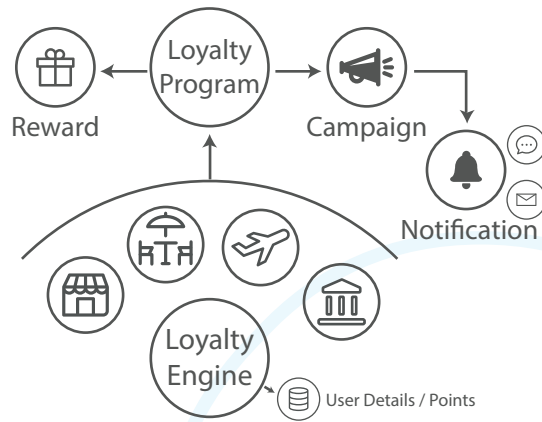 Loyalty
Program
Reward
Campaign
Notification
Loyalty
Engine
User Details / Points